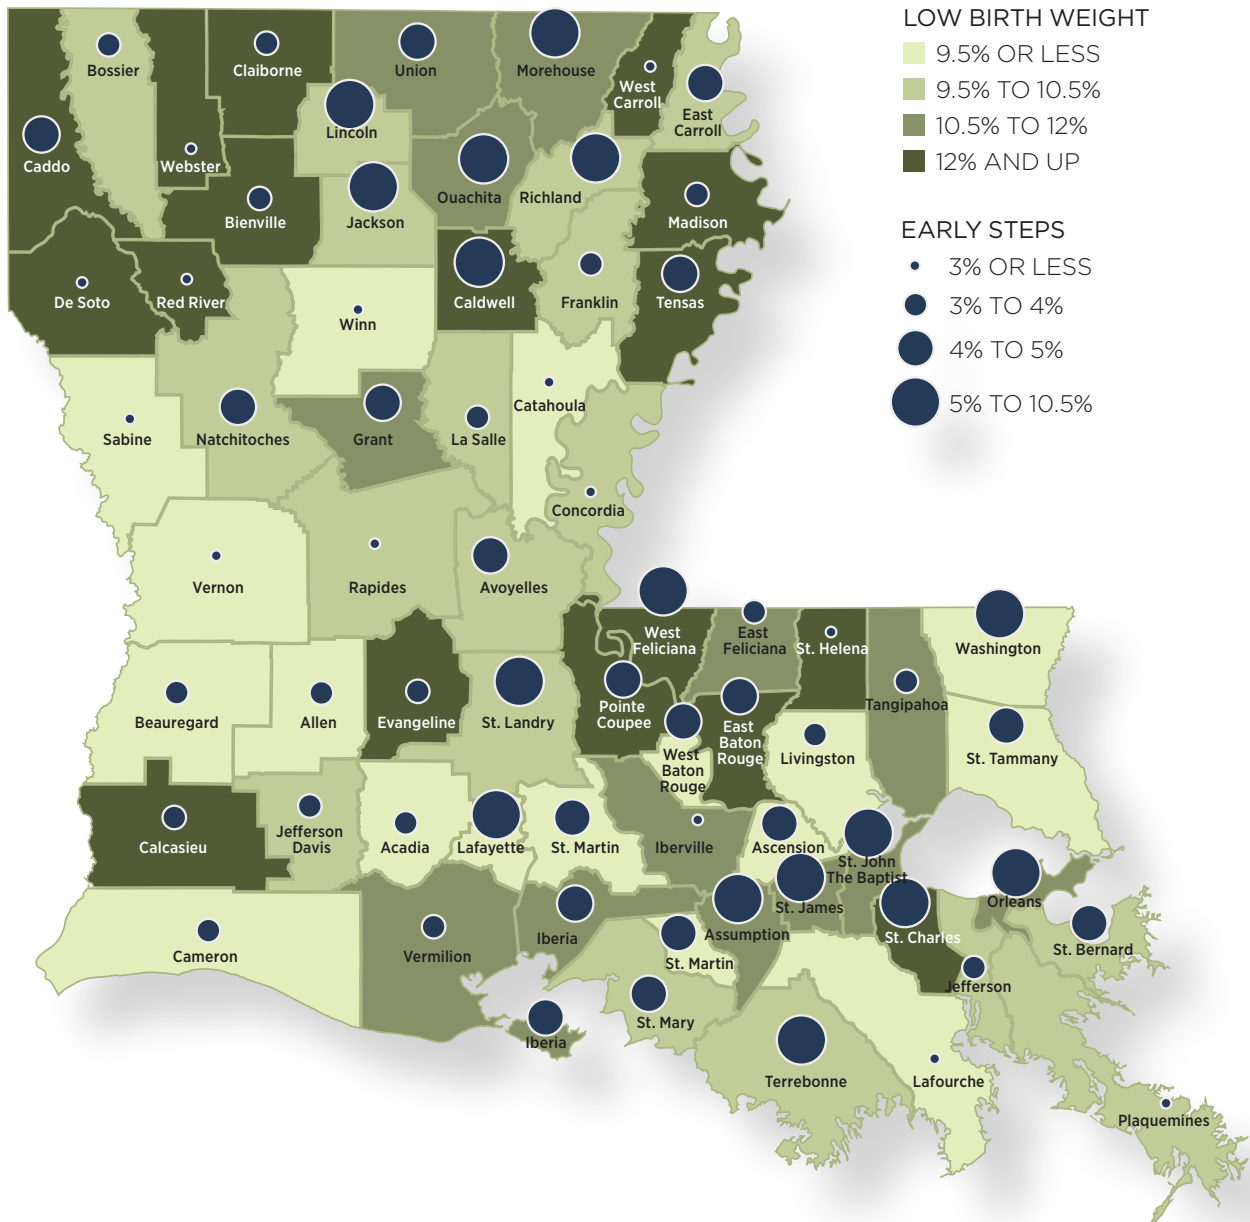 LOW BIRTH WEIGHT
9.5% OR LESS
9.5% TO 10.5%
10.5% TO 12%
12% AND UP
EARLY STEPS
3% OR LESS
3% TO 4%
4% TO 5%
5% TO 10.5%
Bossier
Claiborne
Union
Morehouse
West
Carroll
East
Carroll
Caddo
Webster
Lincoln
Bienville
Jackson
Ouachita
Richland
Madison
De Soto
Red River
Winn
Caldwell
Franklin
Tensas
Sabine
Natchitoches
Grant
La Salle
Catahoula
Concordia
Vernon
Rapides
Avoyelles
West
Feliciana
East
Feliciana
St. Helena
Washington
Beauregard
Allen
Evangeline
St. Landry
Pointe
Coupee
West
Baton
Rouge
East
Baton
Rouge
Tangipahoa
Livingston
St. Tammany
Calcasieu
Jefferson
Davis
Acadia
Lafayette
St. Martin
Iberville
Ascension
St. John
The Baptist
St. James
Orleans
Cameron
Vermilion
Iberia
Assumption
St. Martin
St. Charles
St. Bernard
Jefferson
Iberia
St. Mary
Terrebonne
Lafourche
Plaquemines